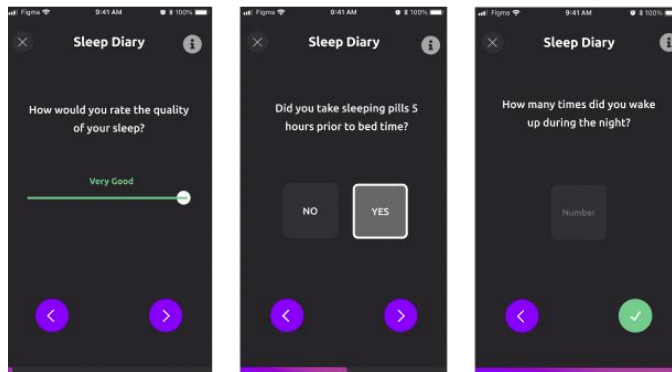 Figma 9:41 AM 100%
Sleep Diary
How would you rate the quality
of your sleep?
Very Good
Figma 9:41 AM 100%
Sleep Diary
Did you take sleeping pills 5
hours prior to bed time?
NO YES
Figma 9:41 AM 100%
Sleep Diary
How many times did you wake
up during the night?
Number